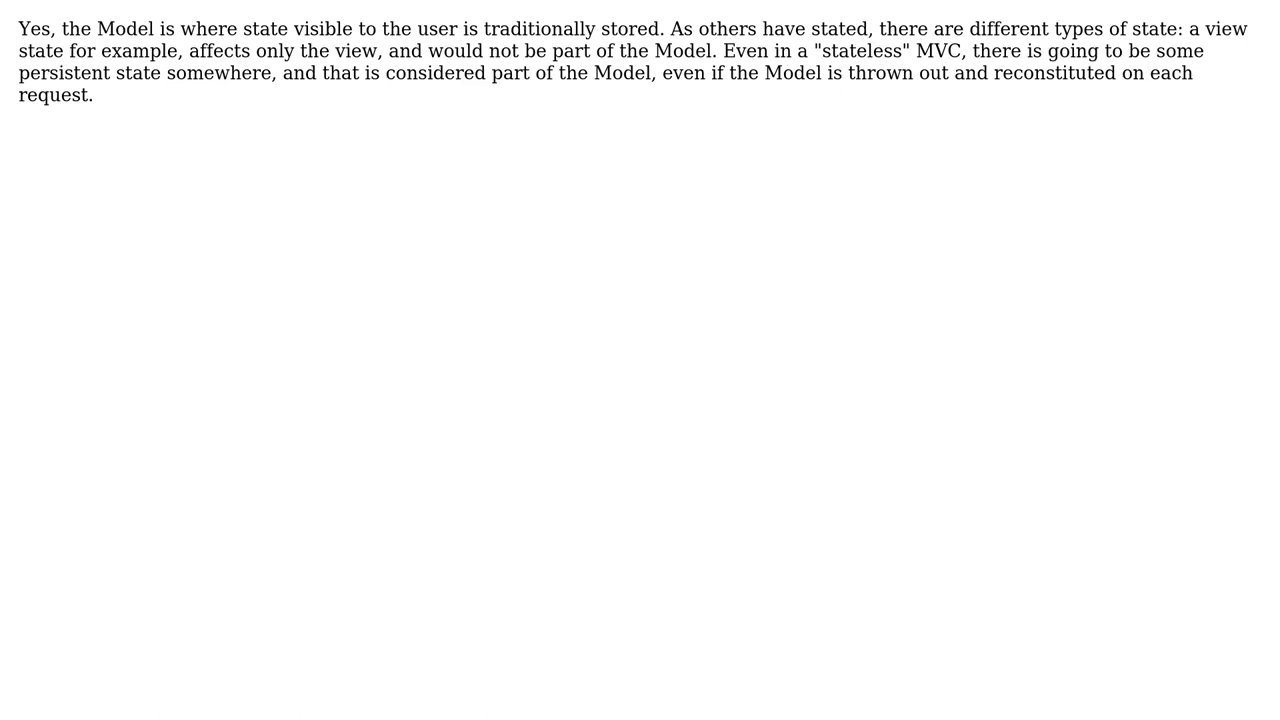 Yes, the Model is where state visible to the user is traditionally stored. As others have stated, there are different types of state: a view
state for example, affects only the view, and would not be part of the Model. Even in a "stateless" MVC, there is going to be some
persistent state somewhere, and that is considered part of the Model, even if the Model is thrown out and reconstituted on each
request.